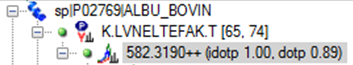 sp|P02769|ALBU_BOVIN
K.LVNELTEFAK.T [65, 74]
582.3190++ (idotp 1.00, dotp 0.89)